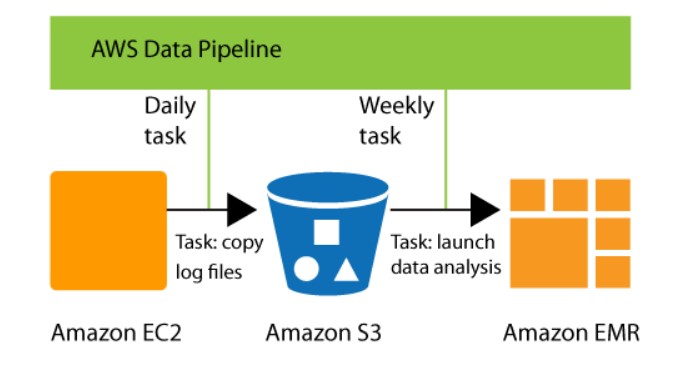 AWS Data Pipeline
Daily
task
Weekly
task
Task: copy
log files
Task: launch
data analysis
Amazon EC2
Amazon S3
Amazon EMR